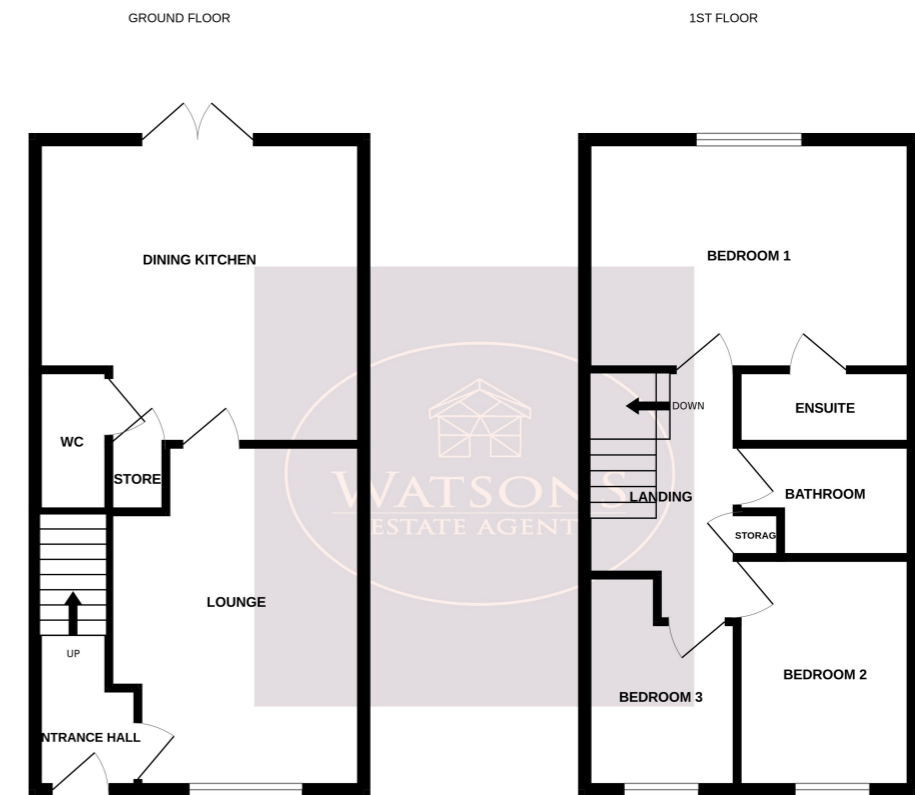 GROUND FLOOR
1ST FLOOR
DINING KITCHEN
BEDROOM 1
WC
STORE
DOWN
ENSUITE
WATSONS
ESTATE AGENT
LANDING
BATHROOM
STORAG
LOUNGE
UP
BEDROOM 2
BEDROOM 3
NTRANCE HALL